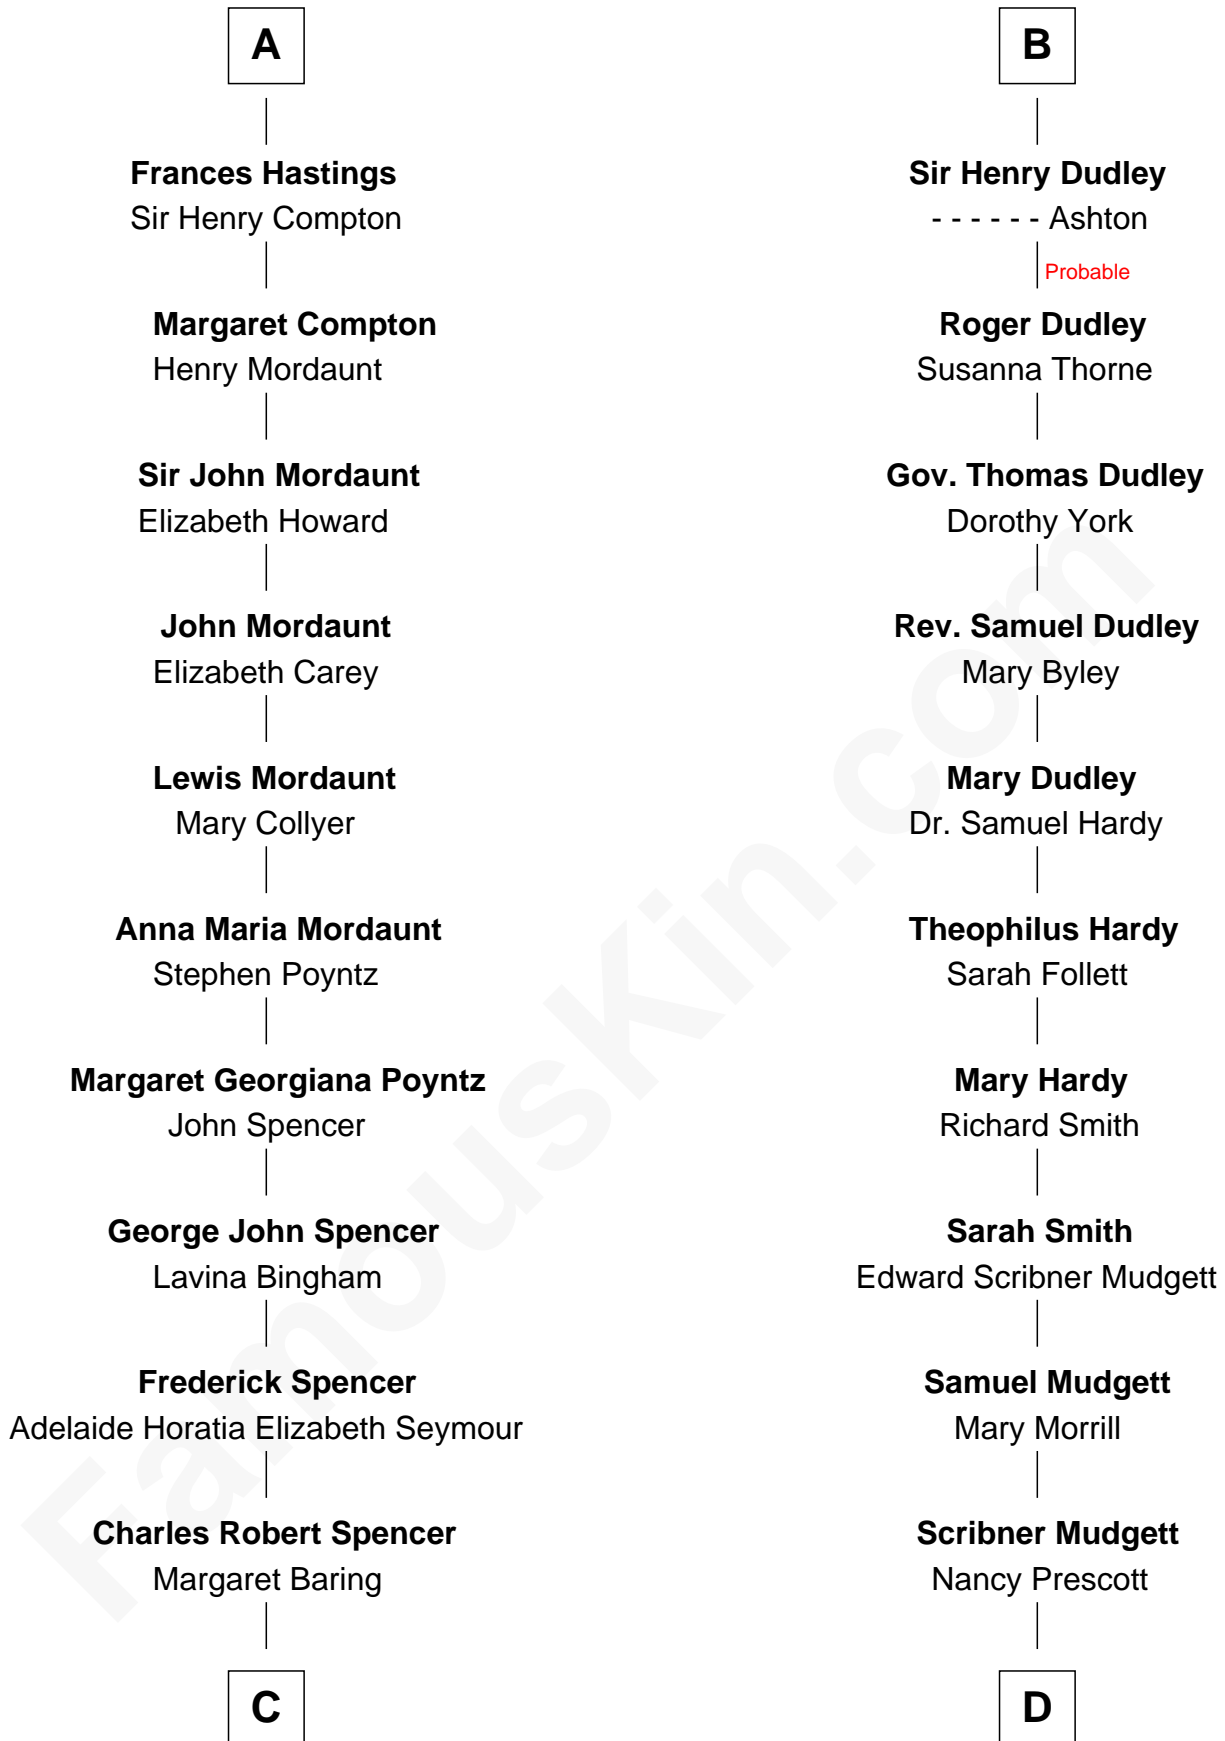 A
Frances Hastings
Sir Henry Compton
Margaret Compton
Henry Mordaunt
Sir John Mordaunt
Elizabeth Howard
John Mordaunt
Elizabeth Carey
Lewis Mordaunt
Mary Collyer
Anna Maria Mordaunt
Stephen Poyntz
Margaret Georgiana Poyntz
John Spencer
George John Spencer
Lavina Bingham
Frederick Spencer
Adelaide Horatia Elizabeth Seymour
Charles Robert Spencer
Margaret Baring
C
B
Sir Henry Dudley
- - - - - - Ashton
Probable
Roger Dudley
Susanna Thorne
Gov. Thomas Dudley
Dorothy York
Rev. Samuel Dudley
Mary Byley
Mary Dudley
Dr. Samuel Hardy
Theophilus Hardy
Sarah Follett
Mary Hardy
Richard Smith
Sarah Smith
Edward Scribner Mudgett
Samuel Mudgett
Mary Morrill
Scribner Mudgett
Nancy Prescott
D
FamousKin.com